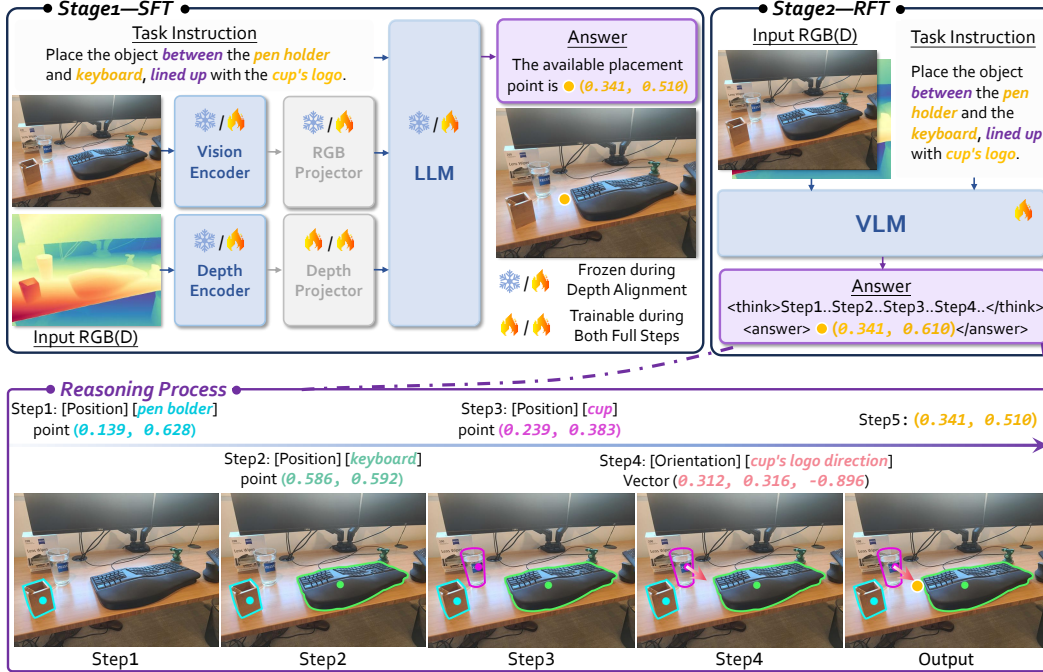 Stage1—SFT
Task Instruction
Place the object between the pen holder
and keyboard, lined up with the cup's logo.
Vision
Encoder
RGB
Projector
LLM
Depth
Encoder
Depth
Projector
Input RGB(D)
Answer
The available placement
point is (0.341, 0.510)
/ Frozen during
Depth Alignment
/ Trainable during
Both Full Steps
Stage2—RFT
Input RGB(D)
Task Instruction
Place the object
between the pen
holder and the
keyboard, lined up
with cup's logo.
VLM
Answer
<think>Step1..Step2..Step3..Step4..</think>
<answer> (0.341, 0.610)</answer>
Reasoning Process
Step1: [Position] [pen bolder]
point (0.139, 0.628)
Step2: [Position] [keyboard]
point (0.586, 0.592)
Step3: [Position] [cup]
point (0.239, 0.383)
Step4: [Orientation] [cup's logo direction]
Vector (0.312, 0.316, -0.896)
Step5: (0.341, 0.510)
Step1
Step2
Step3
Step4
Output